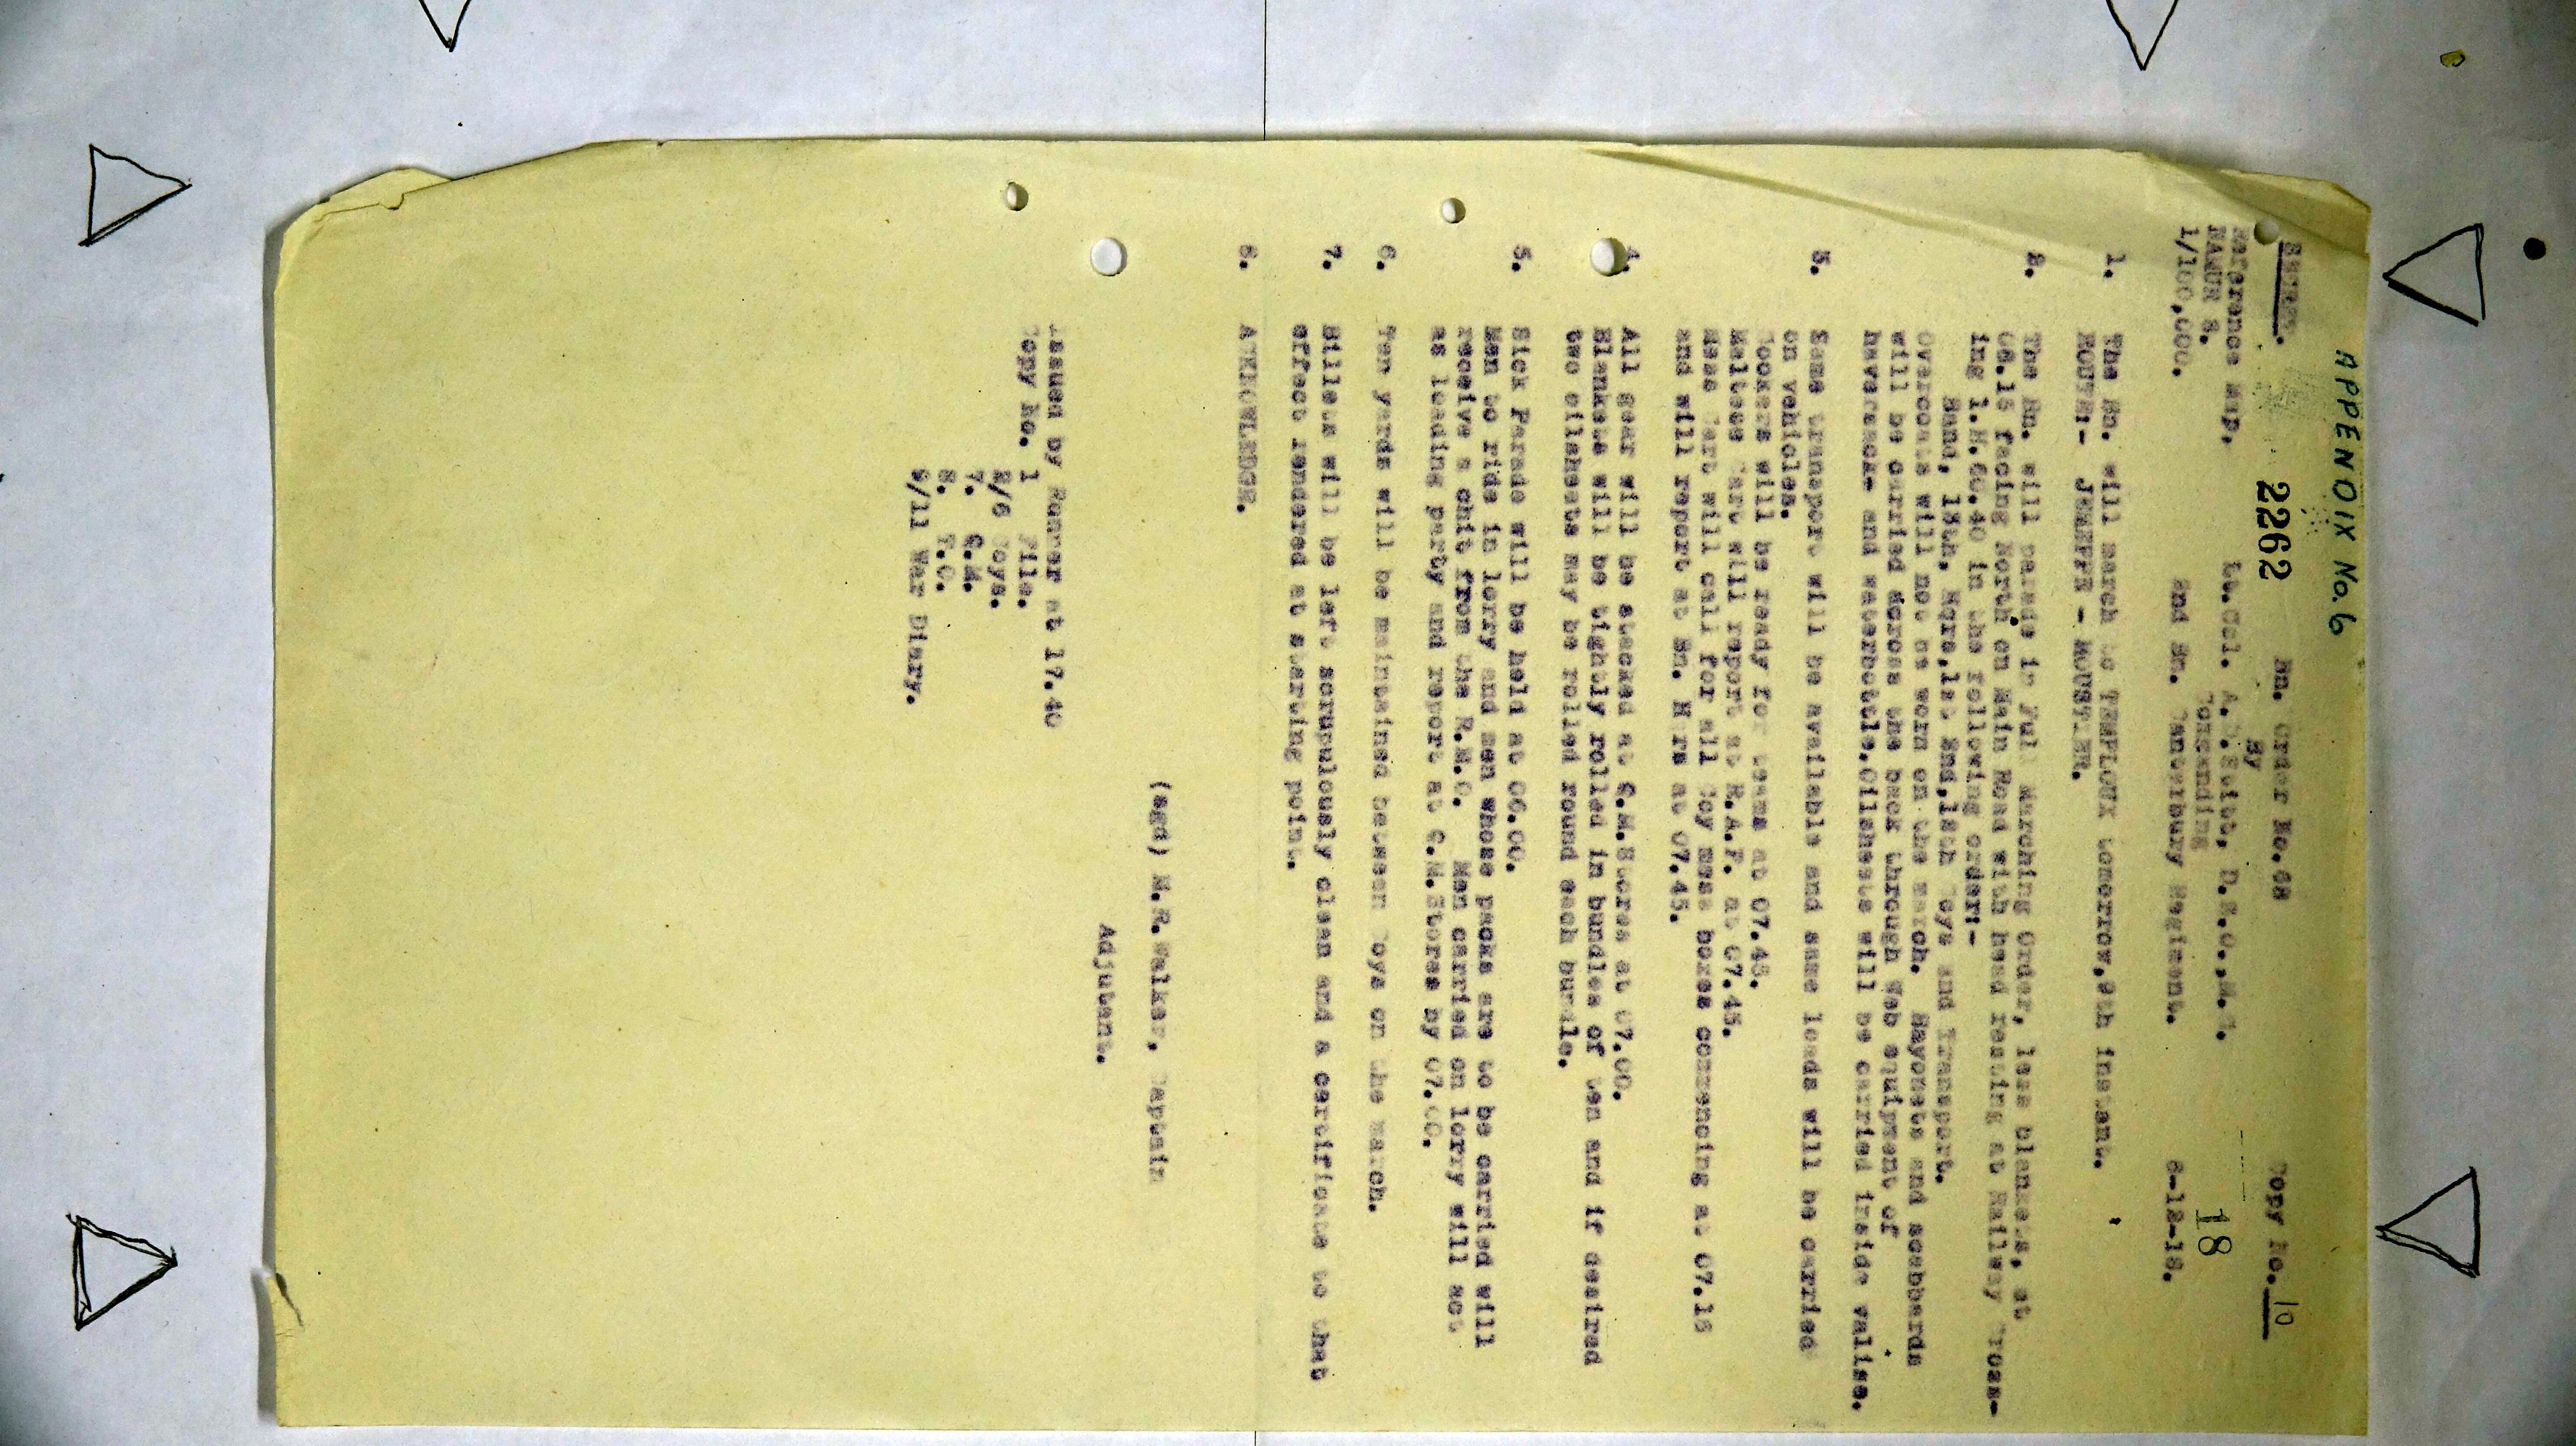 APPENDIX No. 6
SECRET. 2262 Bn. Order No.68 Copy No. 10
By
Reference Map, Lt.Col. D.S.O.,M.C.
NAMUR 8. Commanding 18
1/100,000. 2nd Bn. Canterbury Regiment. 8-12-18.
1. The Bn. will march to TEMPLOUX tomorrow,9th instant.
ROUTE:- JEMEPPE - MOUSTIER.
2. The Bn. will parade in Full Marching Order, less blankets, at
08.15 facing North on Main Road with head resting at Railway Cross-
ing in the following order:-
Band, 13th, Hqrs,1st 2nd,12th Coys and Transport.
Overcoats will not be worn on the march. Bayonets and scabbards
will be carried across the back through Web equipment of
haversack- and waterbottle.Oilsheets will be carried inside valise.
3. Same transport will be available and same loads will be carried
on vehicles.
Cookers will be ready for teams at 07.45.
Maltese Cart will report at R.A.P. at 07.45.
Mess Cart will call for all Coy mess boxes commencing at 07.15
and will report at Bn. H rs at 07.45.
4. All gear will be stacked at Q.M.Stores at 07.00.
Blankets will be tightly rolled in bundles of ten and if desired
two oilsheets may be rolled round each bundle.
5. Sick Parade will be held at 06.00.
Men to ride in lorry and men whose packs are to be carried will
receive a chit from the R.M.O. Men carried on lorry will act
as loading party and report at Q.M.Stores by 07.00.
6. Ten yards will be maintained between Coys on the march.
7. Billets will be left scrupulously clean and a certificate to that
effect rendered at starting point.
8. ACKNOWLEDGE.
(sgd) M.R. Walker, Captain
Adjutant.
Issued by Runner at 17.40
Copy No. 1 File.
2/6 Coys.
7. Q.M.
8. T.O.
9/11 War Diary.